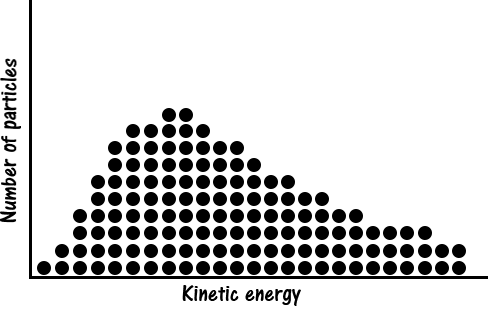 Number of particles
Kinetic energy